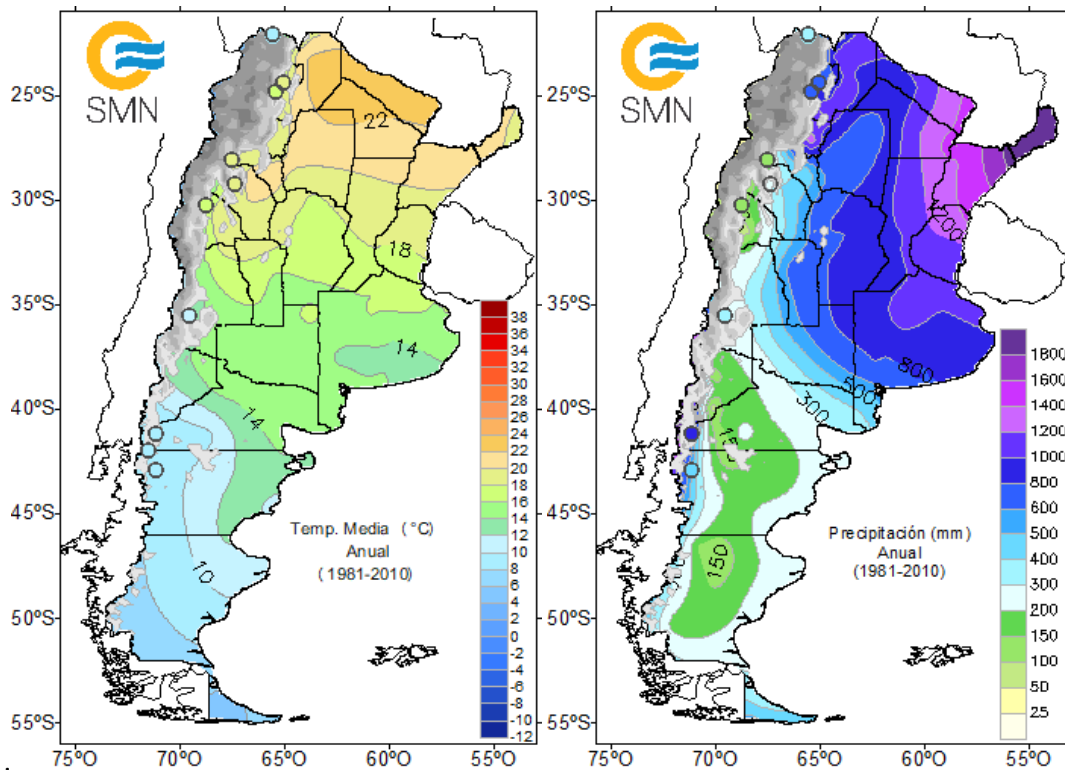 SMN
25ºS
30ºS
35ºS
40ºS
45ºS
50ºS
55ºS
22
18
14
14
10
Temp. Media (°C)
Anual
(1981-2010)
38
36
34
32
30
28
26
24
22
20
18
16
14
12
10
8
6
4
2
0
-2
-4
-6
-8
-10
-12
75ºO
70ºO
65ºO
60ºO
55ºO
SMN
25ºS
30ºS
35ºS
40ºS
45ºS
50ºS
55ºS
1200
800
500
300
150
Precipitación (mm)
Anual
(1981-2010)
1800
1600
1400
1200
1000
800
600
500
400
300
200
150
100
50
25
75ºO
70ºO
65ºO
60ºO
55ºO
.